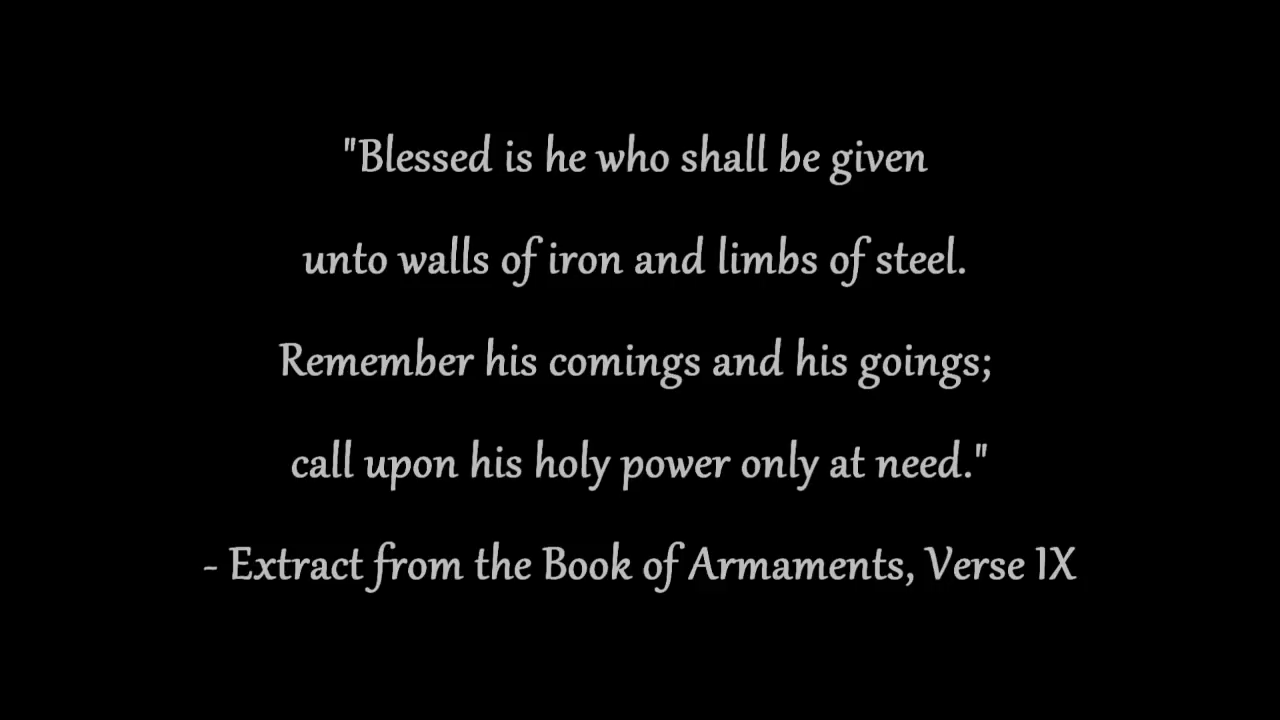 "Blessed is he who shall be given
unto walls of iron and limbs of steel.
Remember his comings and his goings;
call upon his holy power only at need."
- Extract from the Book of Armaments, Verse IX